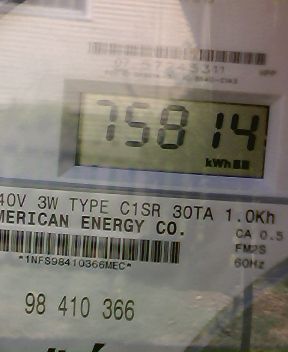 75814
kWh
40V 3W TYPE C1SR 30TA 1.0Kh
MERICAN ENERGY CO.
CA 0.5
FM2S
60Hz
*1NFS98410366MEC*
98 410 366